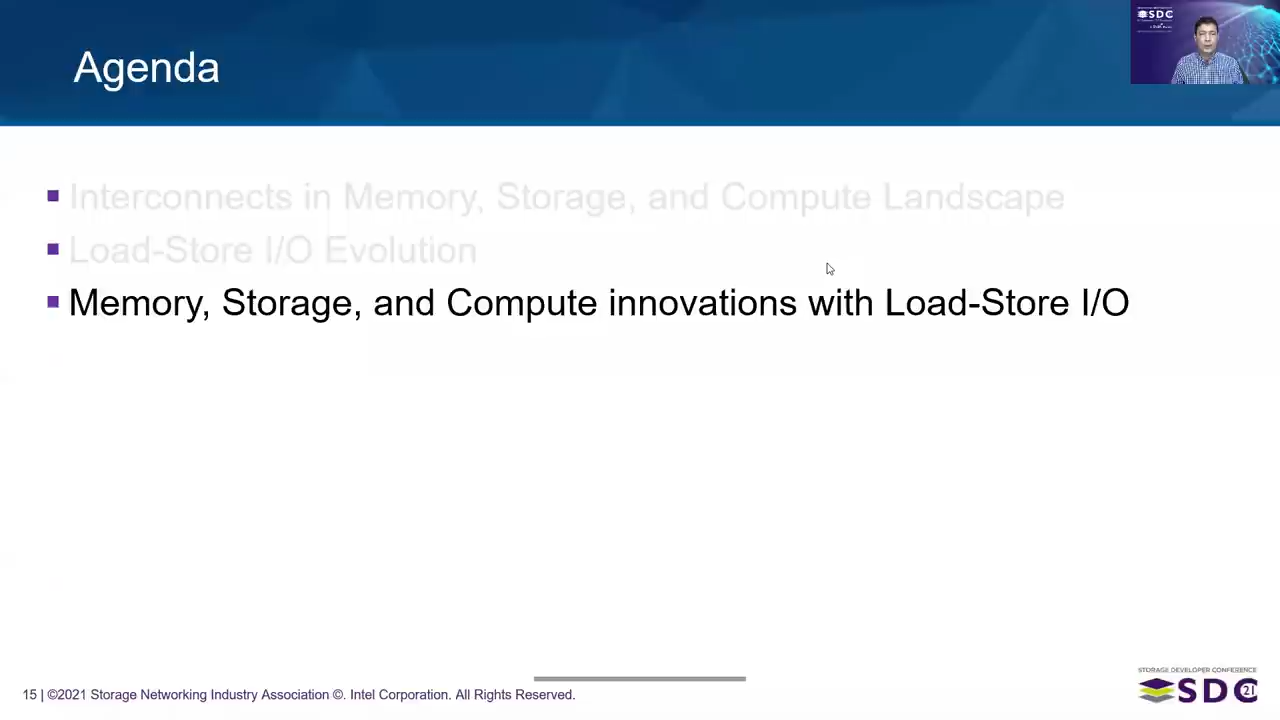 Agenda
SDC
Interconnects in Memory, Storage, and Compute Landscape
Load-Store I/O Evolution
Memory, Storage, and Compute innovations with Load-Store I/O
15 | ©2021 Storage Networking Industry Association ©. Intel Corporation. All Rights Reserved.
STORAGE DEVELOPER CONFERENCE
SDC 21